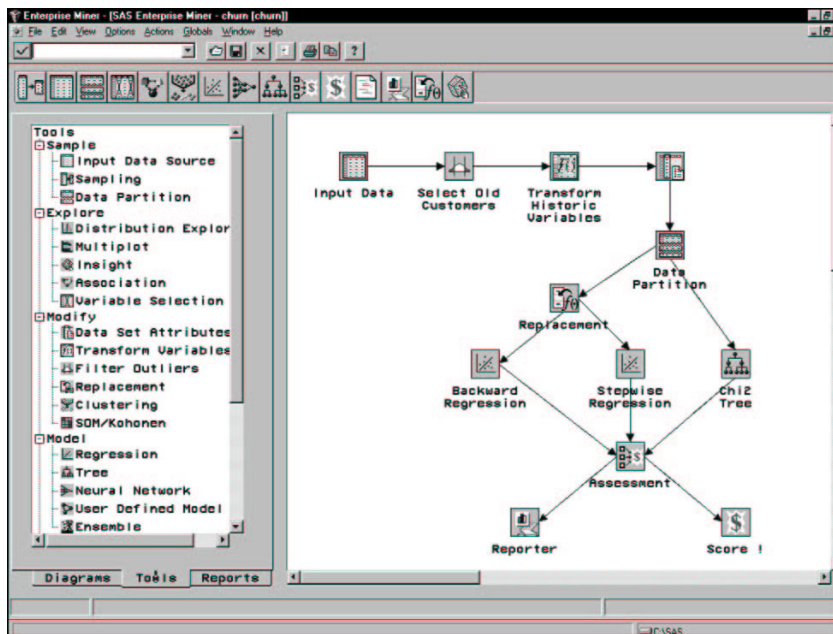 Enterprise Miner - [SAS Enterprise Miner - churn [churn]]
File Edit View Options Actions Globals Window Help
Tools
Sample
Input Data Source
Sampling
Data Partition
Explore
Distribution Explor
Multiplot
Insight
Association
Variable Selection
Modify
Data Set Attributes
Transform Variables
Filter Outliers
Replacement
Clustering
SOM/Kohonen
Model
Regression
Tree
Neural Network
User Defined Model
Ensemble
Diagrams
Tools
Reports
Input Data
Select Old
Customers
Transform
Historic
Variables
Data
Partition
Replacement
Backward
Regression
Stepwise
Regression
Chi2
Tree
Assessment
Reporter
Score !
C:\SAS